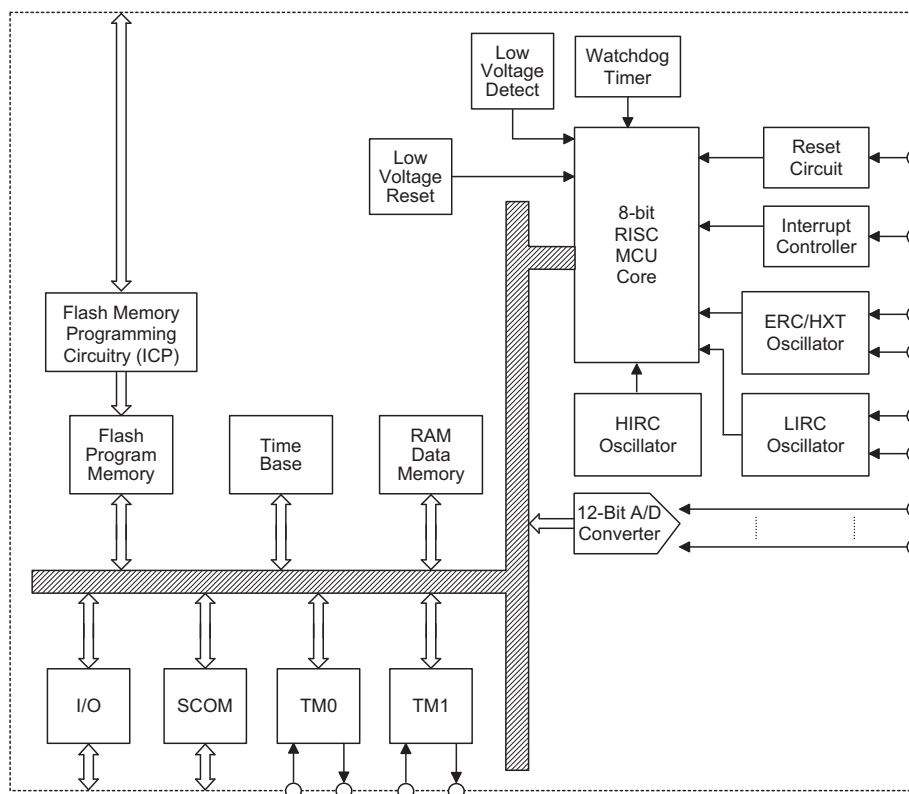 Low
Voltage
Detect
Watchdog
Timer
Low
Voltage
Reset
8-bit
RISC
MCU
Core
Reset
Circuit
Interrupt
Controller
Flash Memory
Programming
Circuitry (ICP)
ERC/HXT
Oscillator
HIRC
Oscillator
LIRC
Oscillator
Flash
Program
Memory
Time
Base
RAM
Data
Memory
12-Bit A/D
Converter
I/O
SCOM
TM0
TM1